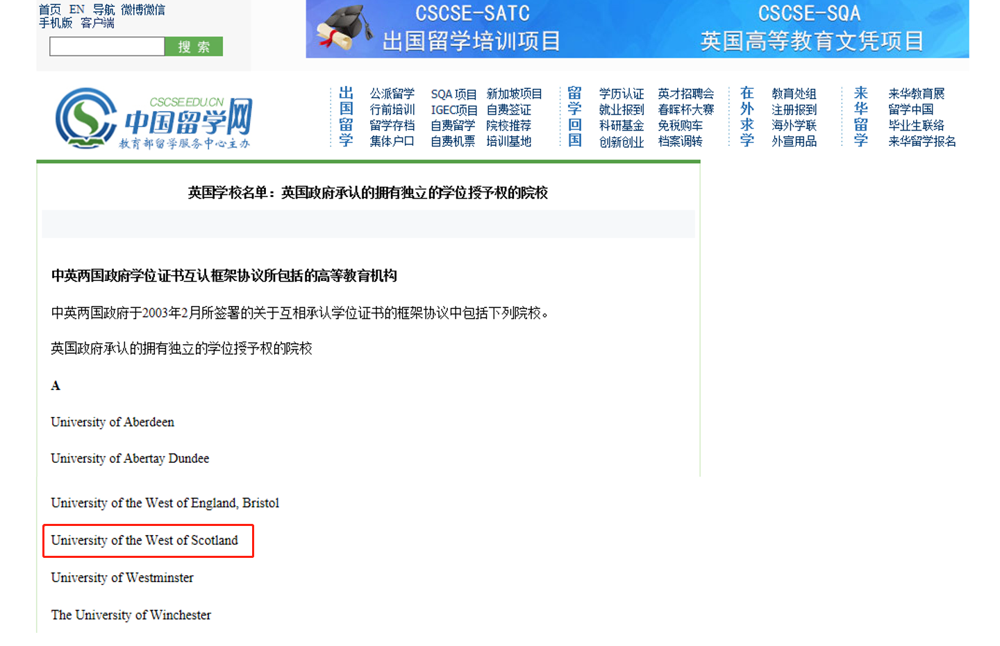 首页 EN 导航 微博微信
手机版 客户端
搜 索
CSCSE-SATC
出国留学培训项目
CSCSE-SQA
英国高等教育文凭项目
CSCSE.EDU.CN
中国留学网
教育部留学服务中心主办
出国留学
公派留学 SQA 项目 新加坡项目
行前培训 IGEC项目 自费签证
留学存档 自费留学 院校推荐
集体户口 自费机票 培训基地
留学回国
学历认证 英才招聘会
就业报到 春晖杯大赛
科研基金 免税购车
创新创业 档案调转
在外求学
教育处组
注册报到
海外学联
外宣用品
来华留学
来华教育展
留学中国
毕业生联络
来华留学报名
英国学校名单：英国政府承认的拥有独立的学位授予权的院校
中英两国政府学位证书互认框架协议所包括的高等教育机构
中英两国政府于2003年2月所签署的关于互相承认学位证书的框架协议中包括下列院校。
英国政府承认的拥有独立的学位授予权的院校
A
University of Aberdeen
University of Abertay Dundee
University of the West of England, Bristol
University of the West of Scotland
University of Westminster
The University of Winchester